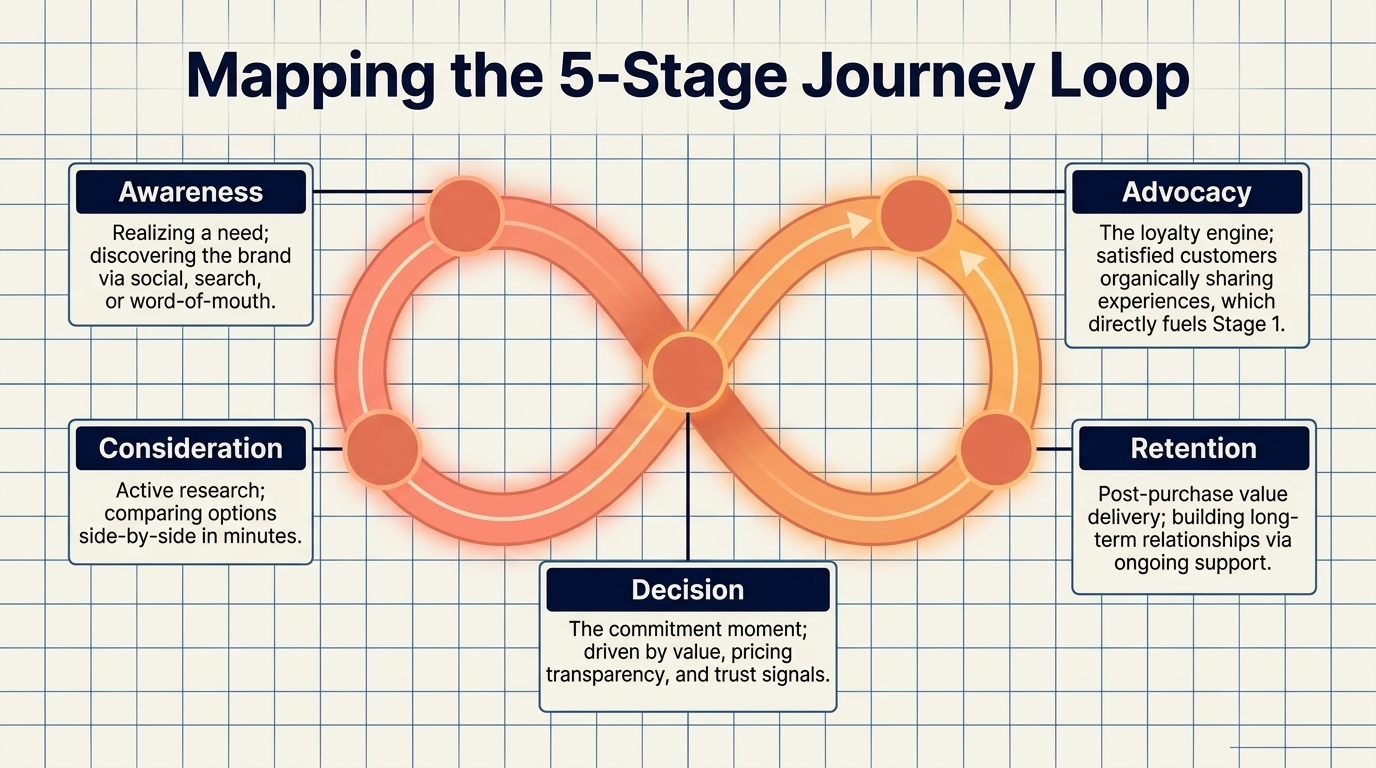 Mapping the 5-Stage Journey Loop
Awareness
Realizing a need;
discovering the brand
via social, search,
or word-of-mouth.
Consideration
Active research;
comparing options
side-by-side in minutes.
Decision
The commitment moment;
driven by value, pricing
transparency, and trust signals.
Advocacy
The loyalty engine;
satisfied customers
organically sharing
experiences, which
directly fuels Stage 1.
Retention
Post-purchase value
delivery; building long-
term relationships via
ongoing support.